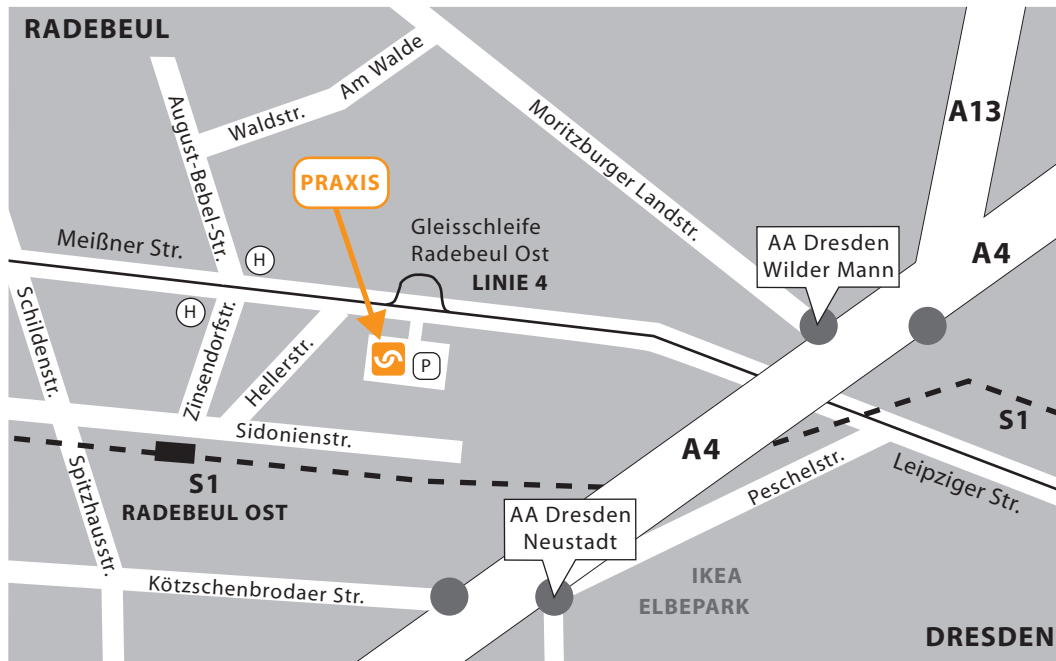 RADEBEUL
Am Walde
Waldstr.
August-Bebel-Str.
Moritzburger Landstr.
A13
PRAXIS
Gleisschleife
Radebeul Ost
LINIE 4
Meißner Str.
H
AA Dresden
Wilder Mann
A4
H
Schildenstr.
Zinsendorfstr.
Hellerstr.
P
Sidonienstr.
S1
A4
S1
RADEBEUL OST
Spitzhausstr.
Peschelstr.
Leipziger Str.
AA Dresden
Neustadt
Kötzschenbrodaer Str.
IKEA
ELBEPARK
DRESDEN